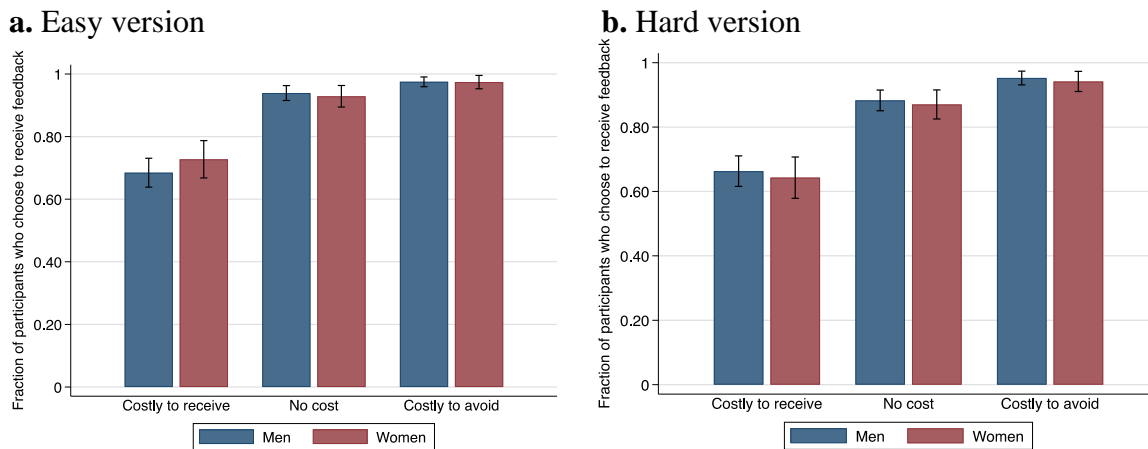 a. Easy version
Fraction of participants who choose to receive feedback
1
0.80
0.60
0.40
0.20
0
Costly to receive No cost Costly to avoid
Men Women
b. Hard version
Fraction of participants who choose to receive feedback
1
0.80
0.60
0.40
0.20
0
Costly to receive No cost Costly to avoid
Men Women